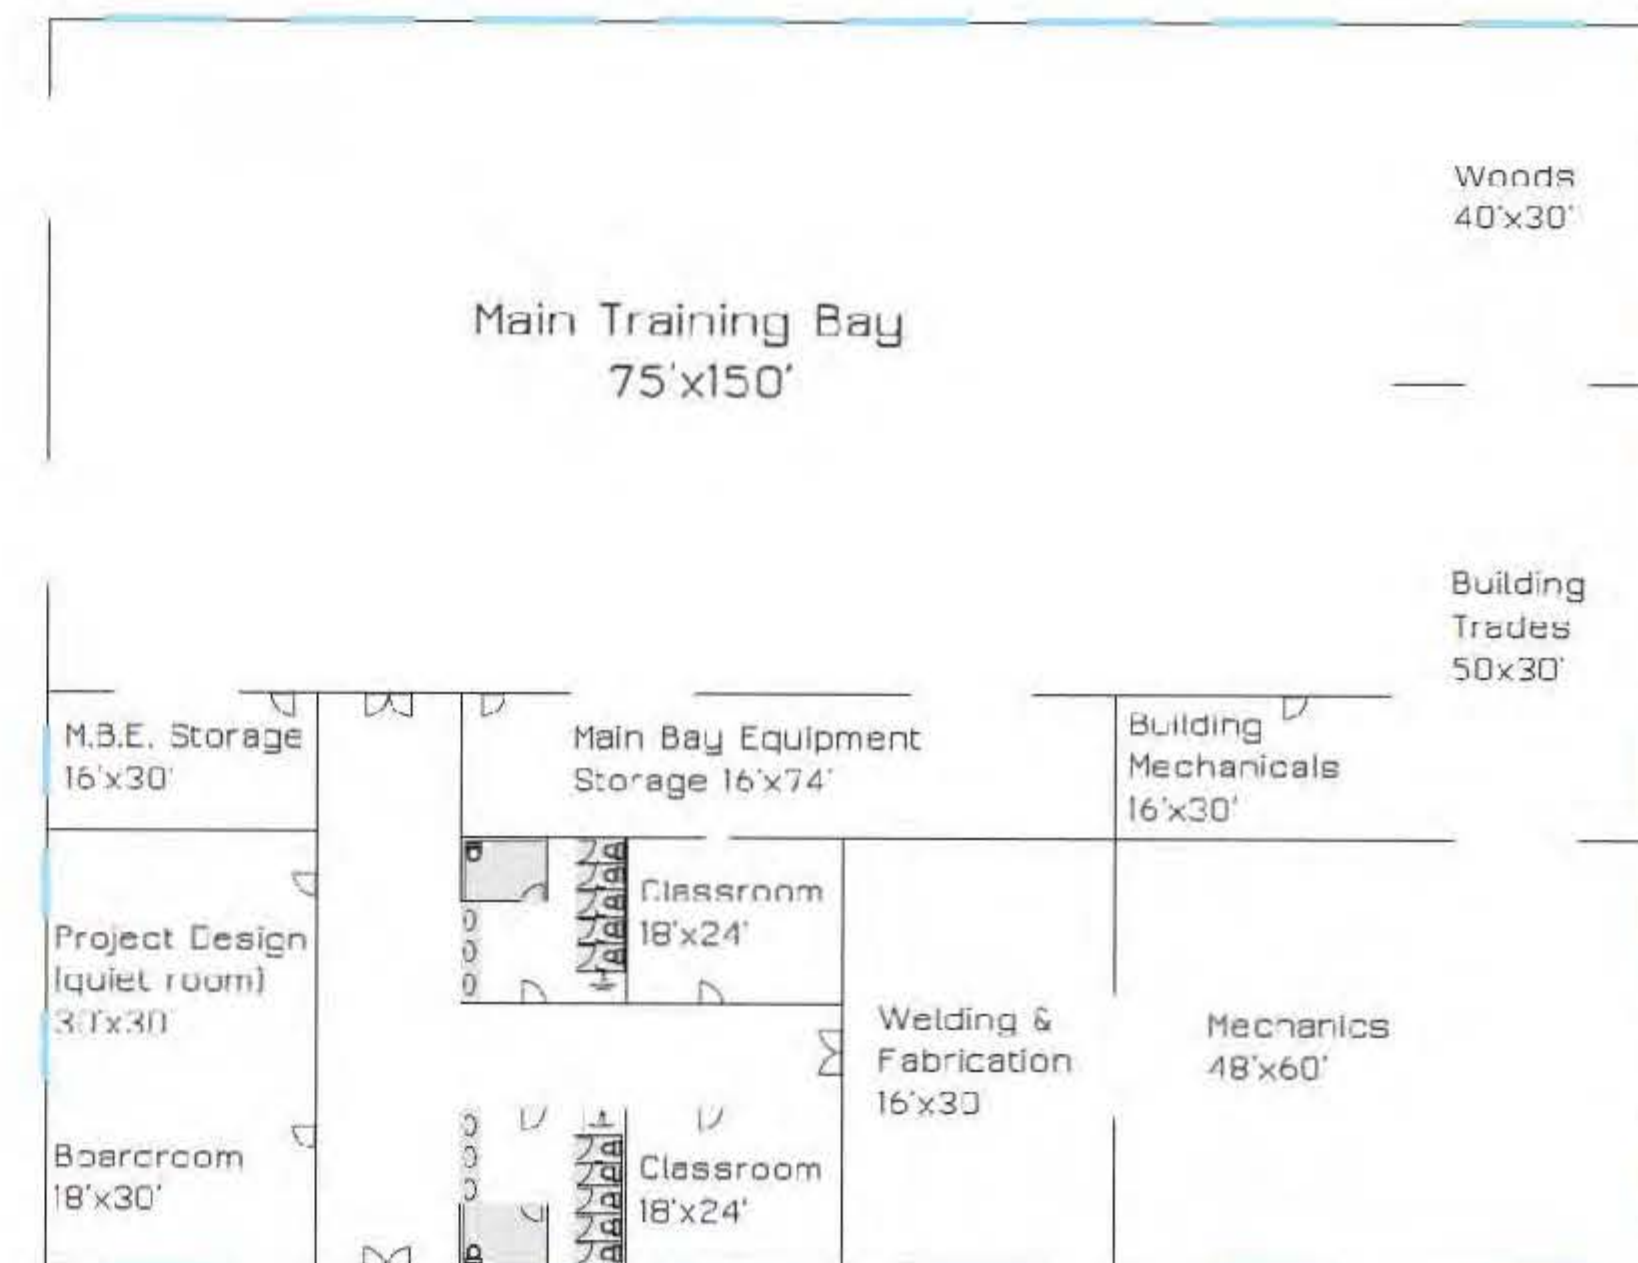 Woods
40'x30'
Main Training Bay
75'x150'
Building
Trades
50x30'
M.B.E. Storage
16'x30'
Main Bay Equipment
Storage 16'x74'
Building
Mechanicals
16'x30'
Classroom
18'x24'
Project Design
(quiet room)
30'x30'
Welding &
Fabrication
16'x30
Mechanics
48'x60'
Boardroom
18'x30'
Classroom
18'x24'